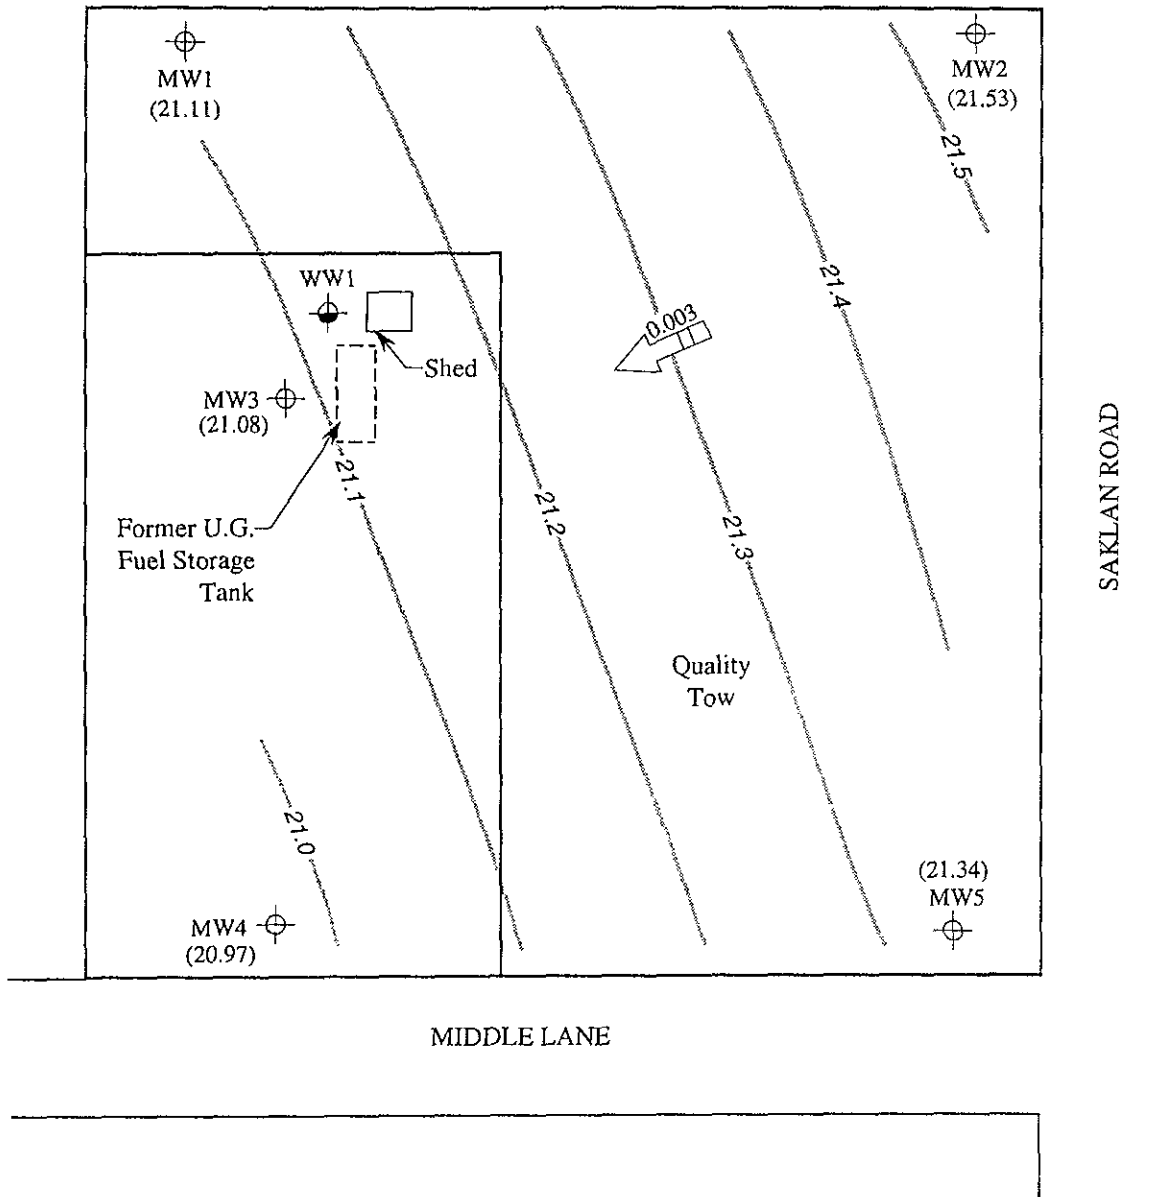 MW1
(21.11)
MW2
(21.53)
21.5
WW1
21.4
0.003
Shed
MW3
(21.08)
21.1
21.2
21.3
Former U.G.
Fuel Storage
Tank
SAKLAN ROAD
Quality
Tow
21.0
(21.34)
MW5
MW4
(20.97)
MIDDLE LANE